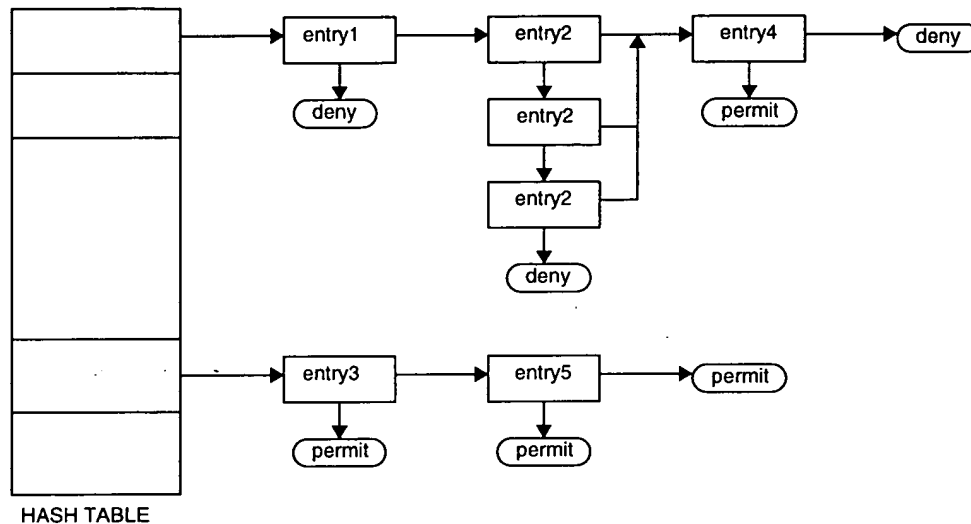 entry1
entry2
entry4
deny
deny
entry2
permit
entry2
deny
entry3
entry5
permit
permit
permit
HASH TABLE